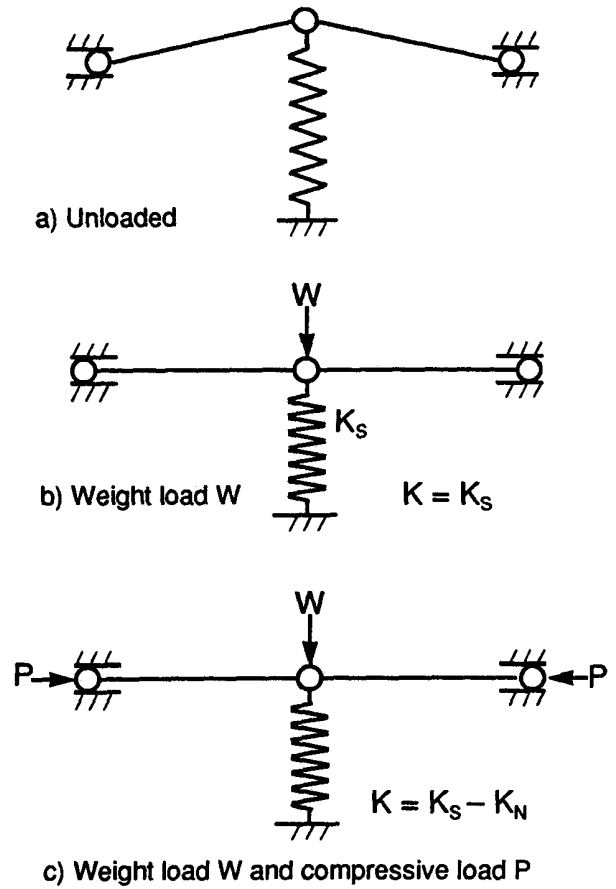 a) Unloaded
W
K_S
b) Weight load W
K = K_S
W
P
P
K = K_S – K_N
c) Weight load W and compressive load P